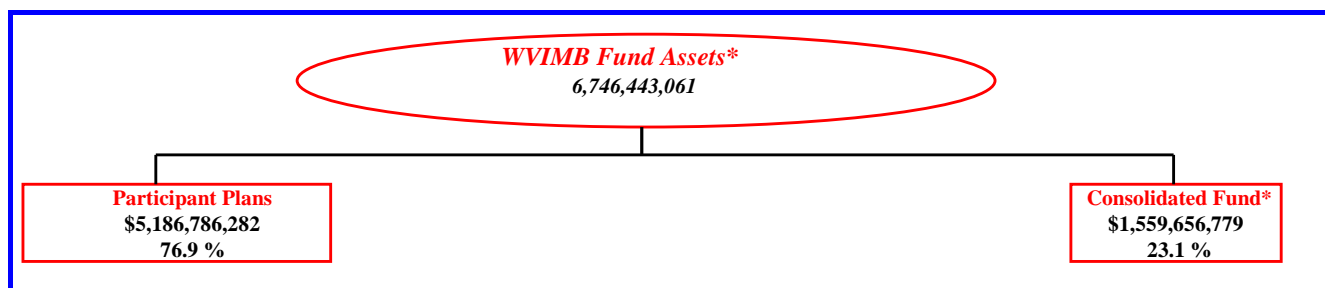 WVIMB Fund Assets*
6,746,443,061
Participant Plans
$5,186,786,282
76.9 %
Consolidated Fund*
$1,559,656,779
23.1 %